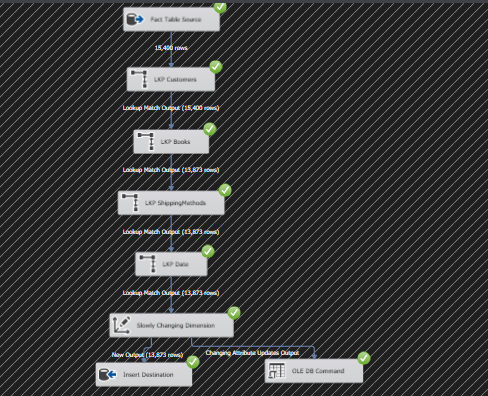 Fact Table Source
15,400 rows
LKP Customers
Lookup Match Output (15,400 rows)
LKP Books
Lookup Match Output (13,873 rows)
LKP ShippingMethods
Lookup Match Output (13,873 rows)
LKP Date
Lookup Match Output (13,873 rows)
Slowly Changing Dimension
New Output (13,873 rows)
Changing Attribute Updates Output
Insert Destination
OLE DB Command